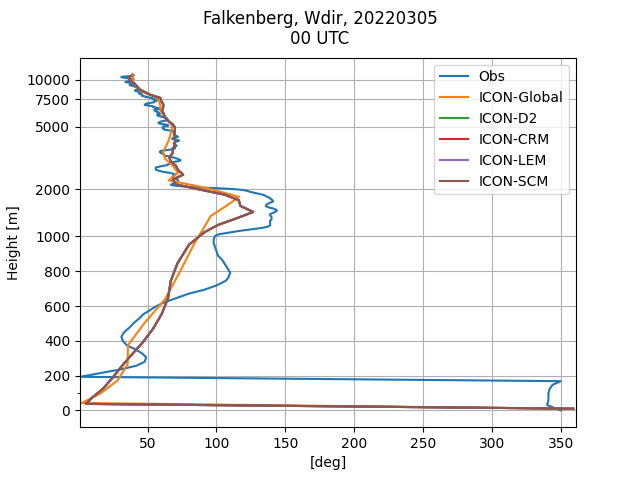 Falkenberg, Wdir, 20220305
00 UTC
Obs
ICON-Global
ICON-D2
ICON-CRM
ICON-LEM
ICON-SCM
Height [m]
10000
7500
5000
2000
1000
800
600
400
200
0
50 100 150 200 250 300 350
[deg]